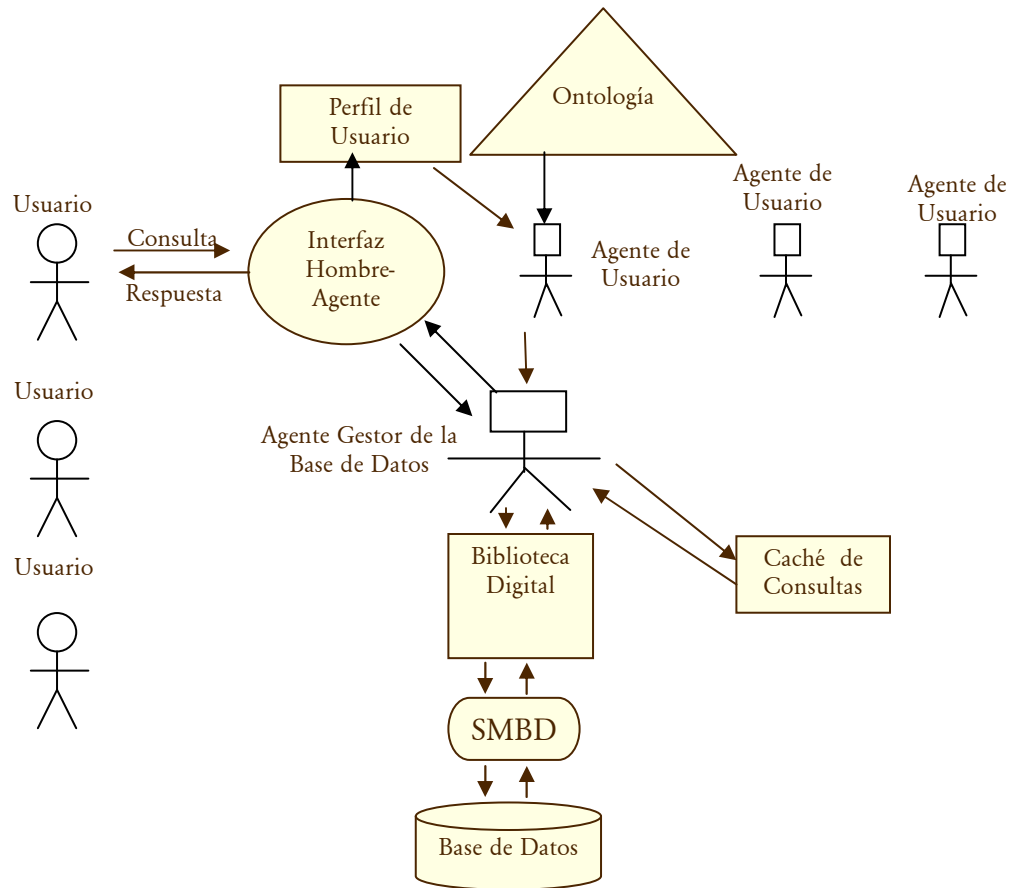 Ontología
Perfil de
Usuario
Agente de
Usuario
Agente de
Usuario
Usuario
Consulta
Respuesta
Interfaz
Hombre-
Agente
Agente de
Usuario
Usuario
Agente Gestor de la
Base de Datos
Usuario
Biblioteca
Digital
Caché de
Consultas
SMBD
Base de Datos